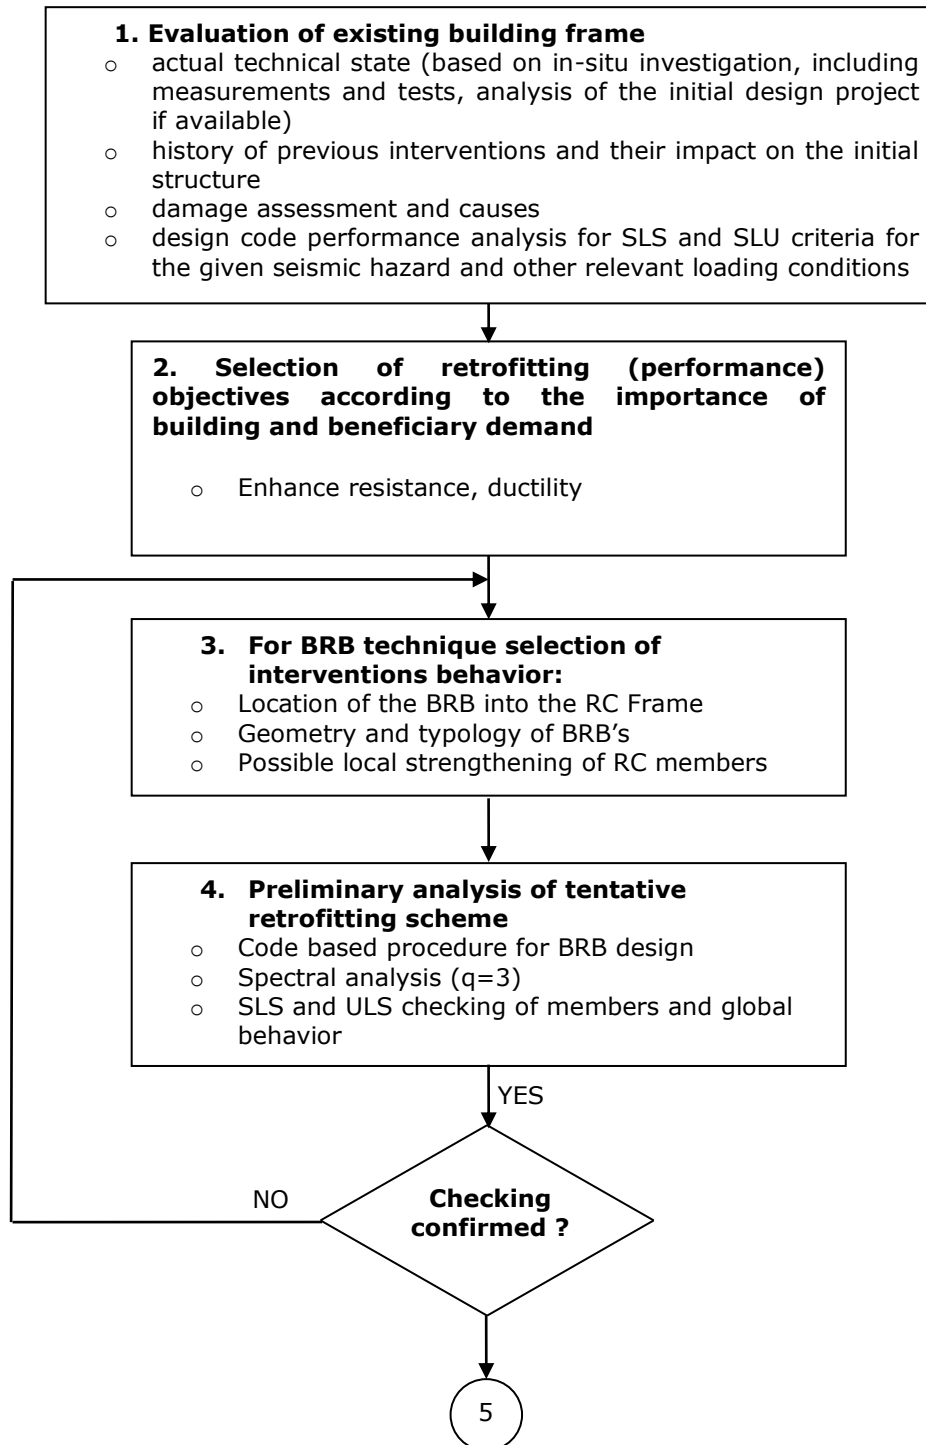 1. Evaluation of existing building frame
o actual technical state (based on in-situ investigation, including
measurements and tests, analysis of the initial design project
if available)
o history of previous interventions and their impact on the initial
structure
o damage assessment and causes
o design code performance analysis for SLS and SLU criteria for
the given seismic hazard and other relevant loading conditions
2. Selection of retrofitting (performance)
objectives according to the importance of
building and beneficiary demand
o Enhance resistance, ductility
3. For BRB technique selection of
interventions behavior:
o Location of the BRB into the RC Frame
o Geometry and typology of BRB's
o Possible local strengthening of RC members
4. Preliminary analysis of tentative
retrofitting scheme
o Code based procedure for BRB design
o Spectral analysis (q=3)
o SLS and ULS checking of members and global
behavior
YES
NO
Checking
confirmed ?
5